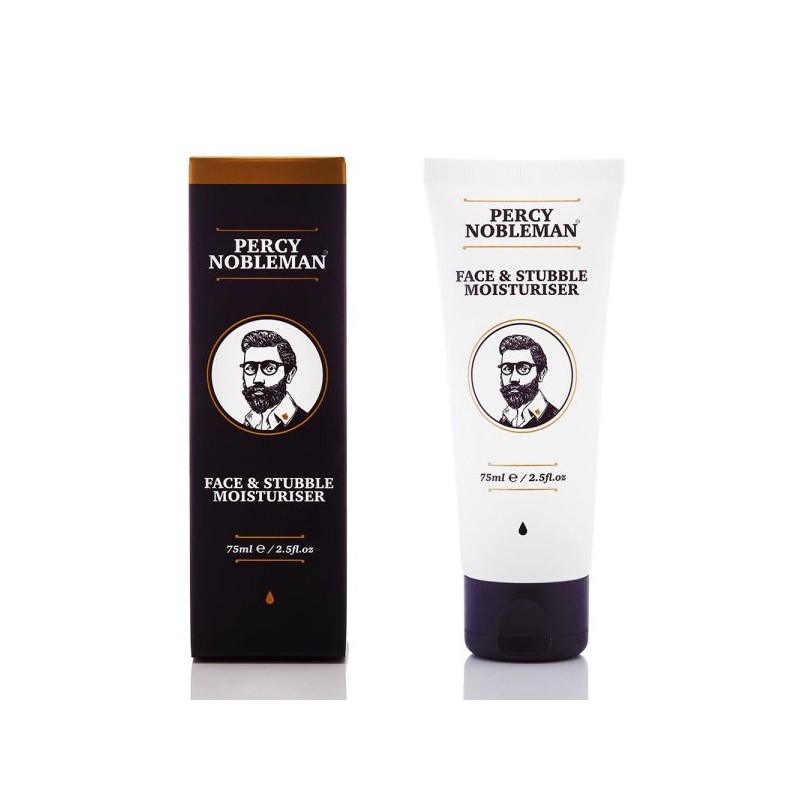 PERCY
NOBLEMAN
FACE & STUBBLE
MOISTURISER
75ml ℮ / 2.5fl.oz
PERCY
NOBLEMAN
FACE & STUBBLE
MOISTURISER
75ml ℮ / 2.5fl.oz